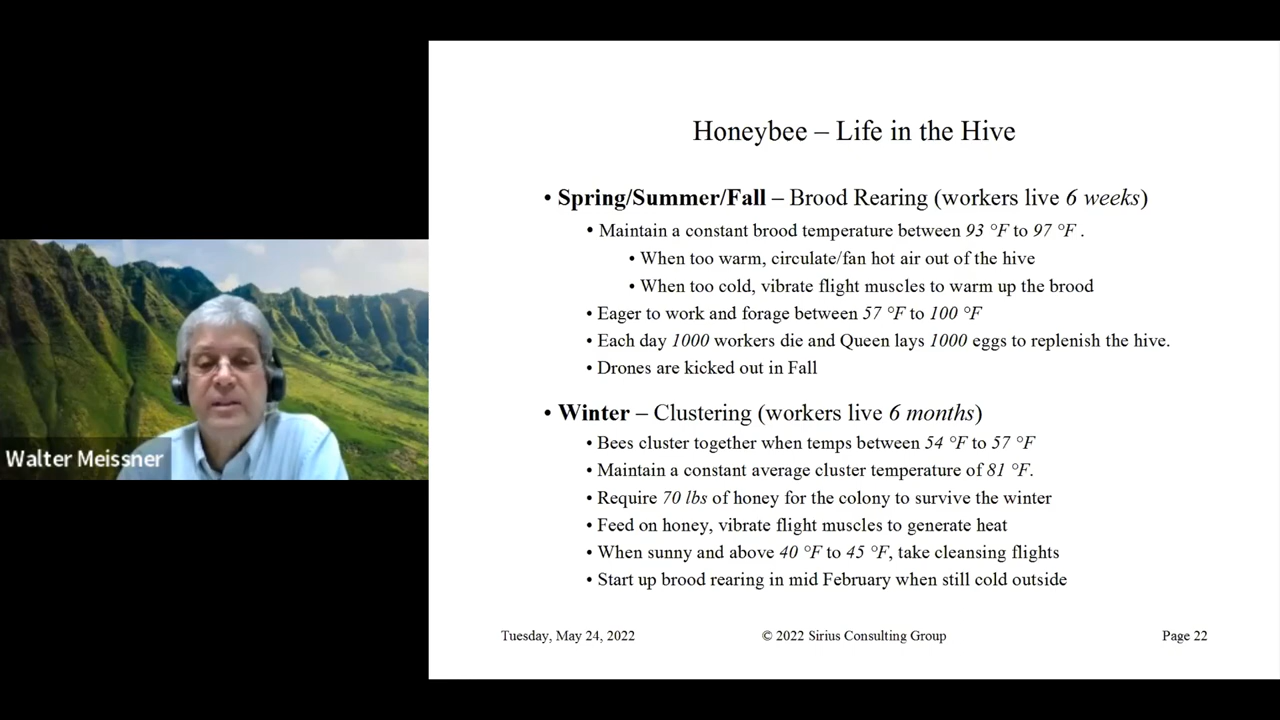 Honeybee – Life in the Hive
• Spring/Summer/Fall – Brood Rearing (workers live 6 weeks)
• Maintain a constant brood temperature between 93 °F to 97 °F .
• When too warm, circulate/fan hot air out of the hive
• When too cold, vibrate flight muscles to warm up the brood
• Eager to work and forage between 57 °F to 100 °F
• Each day 1000 workers die and Queen lays 1000 eggs to replenish the hive.
• Drones are kicked out in Fall
• Winter – Clustering (workers live 6 months)
• Bees cluster together when temps between 54 °F to 57 °F
• Maintain a constant average cluster temperature of 81 °F.
• Require 70 lbs of honey for the colony to survive the winter
• Feed on honey, vibrate flight muscles to generate heat
• When sunny and above 40 °F to 45 °F, take cleansing flights
• Start up brood rearing in mid February when still cold outside
Tuesday, May 24, 2022
© 2022 Sirius Consulting Group
Page 22
Walter Meissner